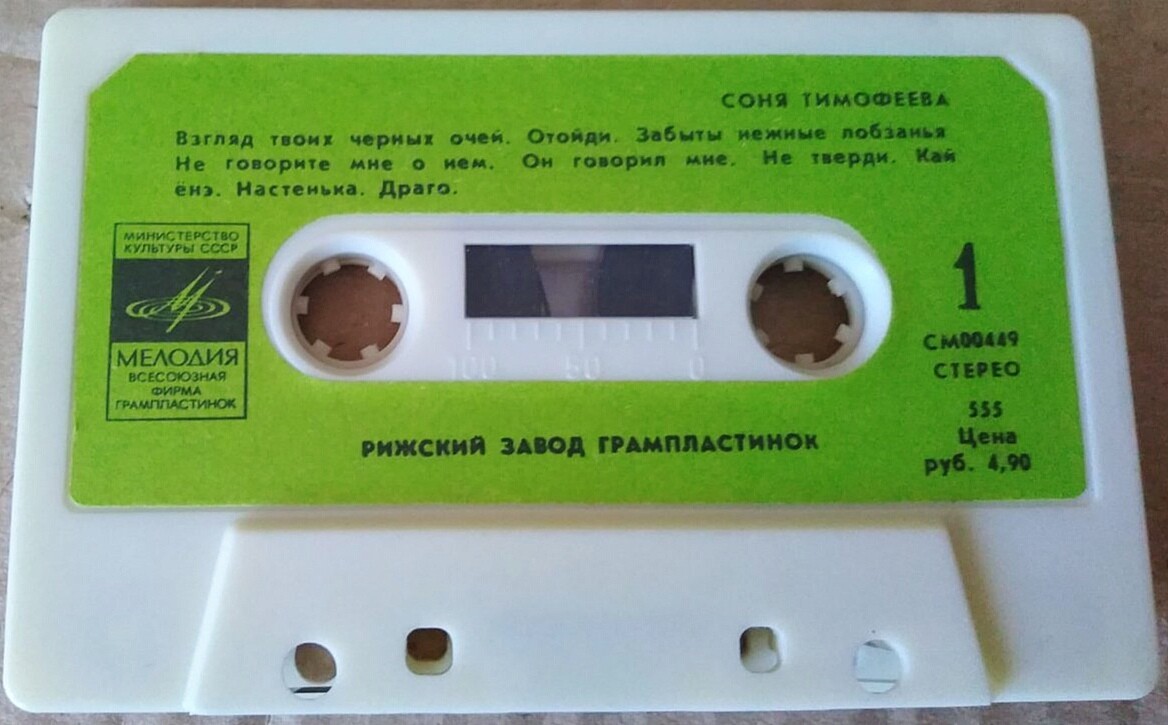 СОНЯ ТИМОФЕЕВА
Взгляд твоих черных очей. Отойди. Забыты нежные лобзанья
Не говорите мне о нем. Он говорил мне. Не тверди. Кай
ёнэ. Настенька. Драго.
МИНИСТЕРСТВО
КУЛЬТУРЫ СССР
МЕЛОДИЯ
ВСЕСОЮЗНАЯ
ФИРМА
ГРАМПЛАСТИНОК
100 50 0
1
СМ00449
СТЕРЕО
555
Цена
руб. 4,90
РИЖСКИЙ ЗАВОД ГРАМПЛАСТИНОК